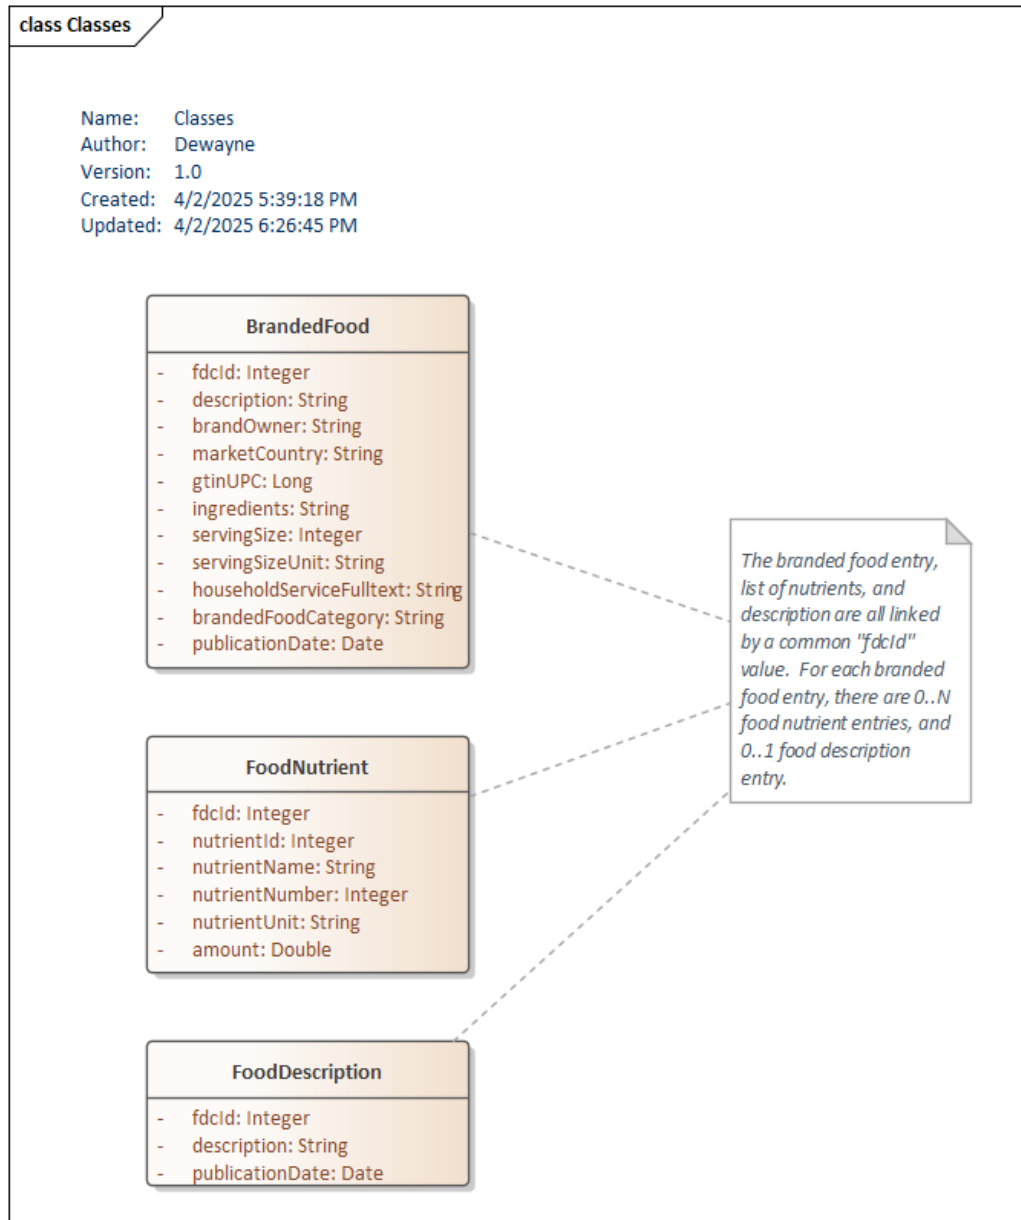 class Classes
Name: Classes
Author: Dewayne
Version: 1.0
Created: 4/2/2025 5:39:18 PM
Updated: 4/2/2025 6:26:45 PM
BrandedFood
- fdcId: Integer
- description: String
- brandOwner: String
- marketCountry: String
- gtinUPC: Long
- ingredients: String
- servingSize: Integer
- servingSizeUnit: String
- householdServiceFulltext: String
- brandedFoodCategory: String
- publicationDate: Date
The branded food entry,
list of nutrients, and
description are all linked
by a common "fdcId"
value. For each branded
food entry, there are 0..N
food nutrient entries, and
0..1 food description
entry.
FoodNutrient
- fdcId: Integer
- nutrientId: Integer
- nutrientName: String
- nutrientNumber: Integer
- nutrientUnit: String
- amount: Double
FoodDescription
- fdcId: Integer
- description: String
- publicationDate: Date